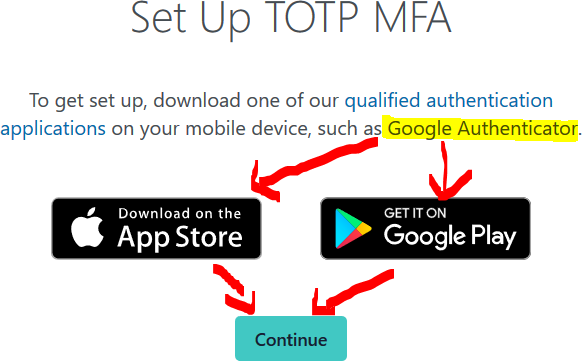 Set Up TOTP MFA
To get set up, download one of our qualified authentication
applications on your mobile device, such as Google Authenticator.
Download on the
App Store
GET IT ON
Google Play
Continue